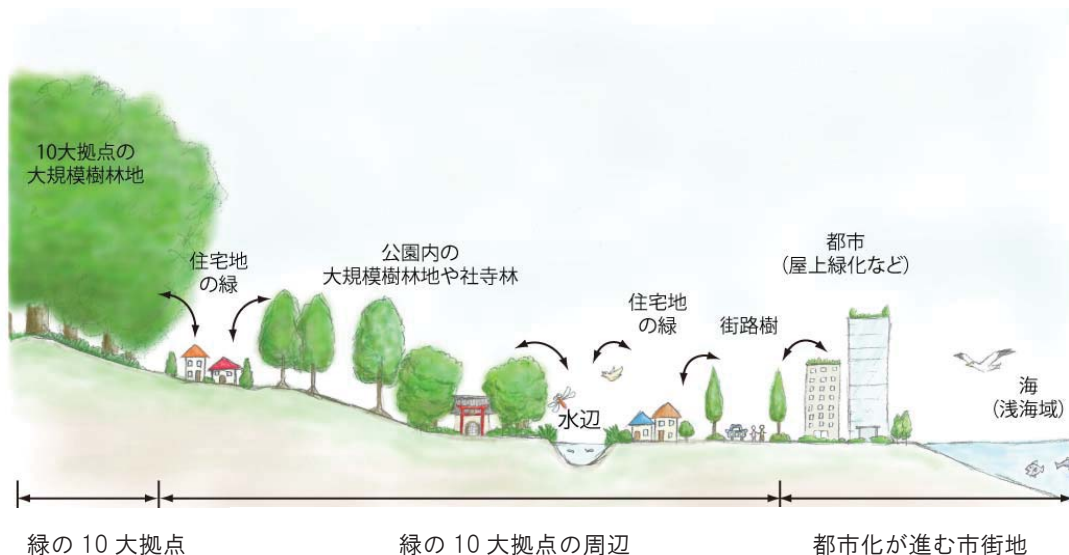 10大拠点の
大規模樹林地
住宅地
の緑
公園内の
大規模樹林地や社寺林
水辺
住宅地
の緑
街路樹
都市
(屋上緑化など)
海
(浅海域)
緑の 10 大拠点
緑の 10 大拠点の周辺
都市化が進む市街地